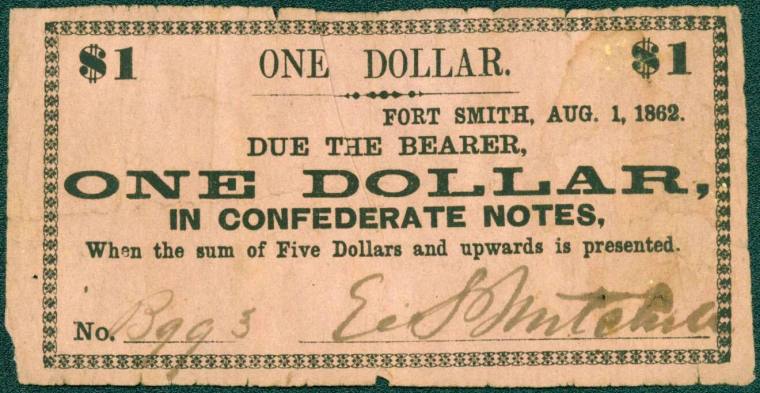 $1 ONE DOLLAR. $1
FORT SMITH, AUG. 1, 1862.
DUE THE BEARER,
ONE DOLLAR,
IN CONFEDERATE NOTES,
When the sum of Five Dollars and upwards is presented.
No. Mitchell